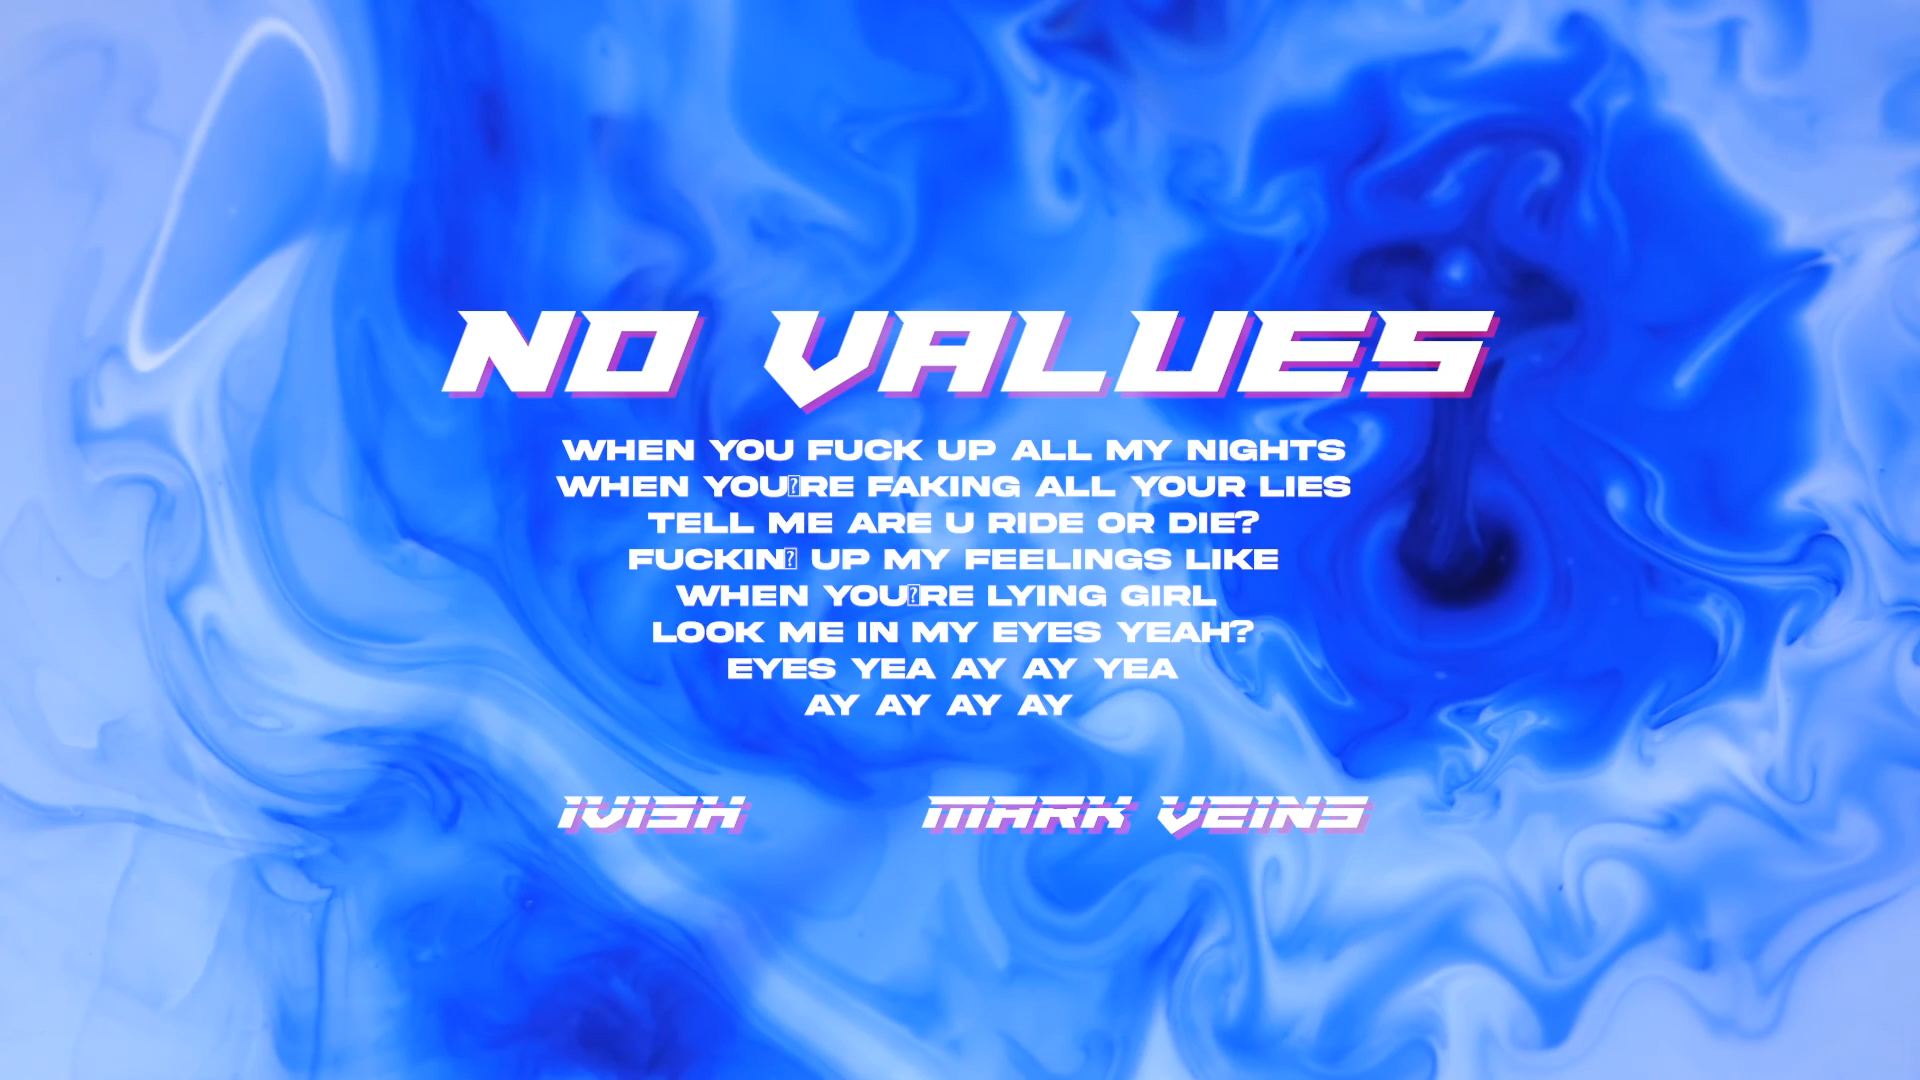 NO VALUES
WHEN YOU FUCK UP ALL MY NIGHTS
WHEN YOU�RE FAKING ALL YOUR LIES
TELL ME ARE U RIDE OR DIE?
FUCKIN� UP MY FEELINGS LIKE
WHEN YOU�RE LYING GIRL
LOOK ME IN MY EYES YEAH?
EYES YEA AY AY YEA
AY AY AY AY
IVISH
MARK VEINS